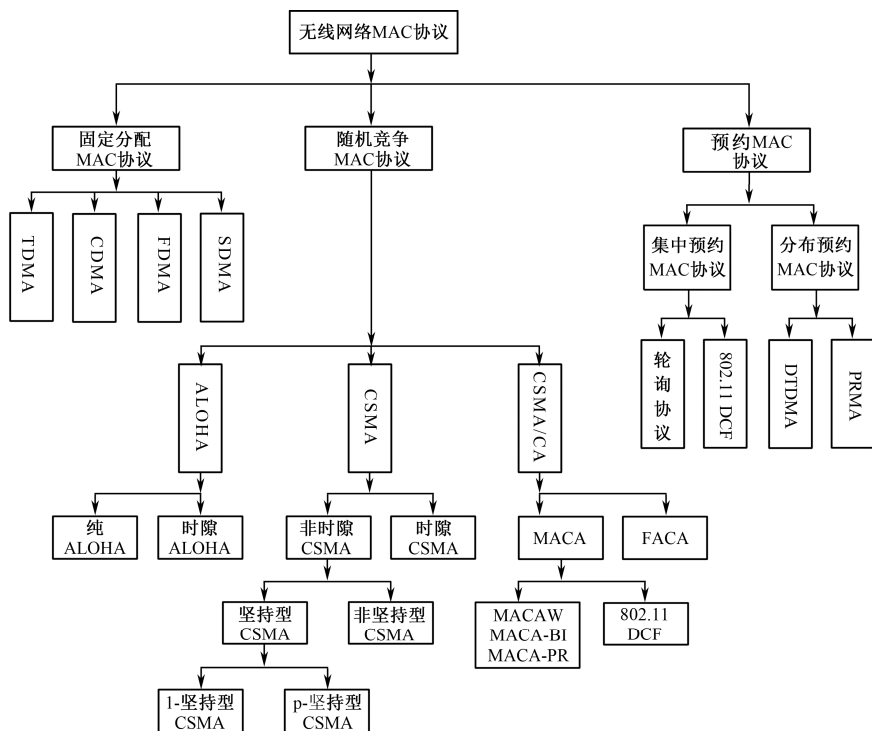 无线网络MAC协议
固定分配
MAC协议
随机竞争
MAC协议
预约MAC
协议
TDMA
CDMA
FDMA
SDMA
集中预约
MAC协议
分布预约
MAC协议
轮询协议
802.11 DCF
DTDMA
PRMA
ALOHA
CSMA
CSMA/CA
纯
ALOHA
时隙
ALOHA
非时隙
CSMA
时隙
CSMA
MACA
FACA
坚持型
CSMA
非坚持型
CSMA
MACAW
MACA-BI
MACA-PR
802.11
DCF
1-坚持型
CSMA
p-坚持型
CSMA